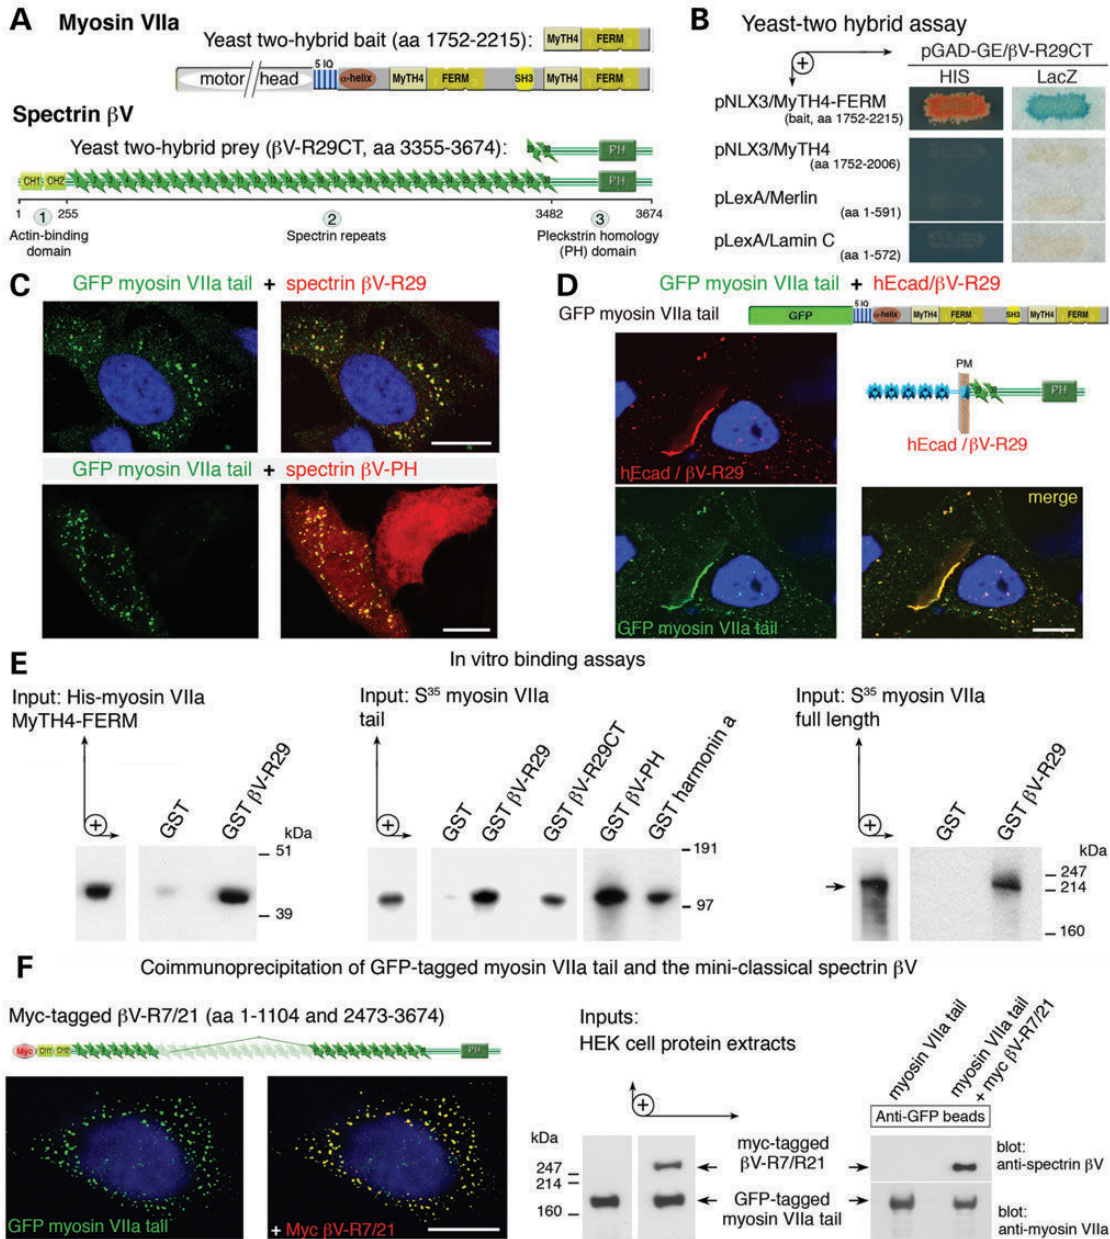 A
Myosin VIIa
Yeast two-hybrid bait (aa 1752-2215):
MyTH4
FERM
motor
head
5 IQ
α-helix
MyTH4
FERM
SH3
MyTH4
FERM
Spectrin βV
Yeast two-hybrid prey (βV-R29CT, aa 3355-3674):
PH
CH1
CH2
PH
1
255
3482
3674
1
2
3
Actin-binding
domain
Spectrin repeats
Pleckstrin homology
(PH) domain
B
Yeast-two hybrid assay
pGAD-GE/βV-R29CT
+
HIS
LacZ
pNLX3/MyTH4-FERM
(bait, aa 1752-2215)
pNLX3/MyTH4
(aa 1752-2006)
pLexA/Merlin
(aa 1-591)
pLexA/Lamin C
(aa 1-572)
C
GFP myosin VIIa tail + spectrin βV-R29
GFP myosin VIIa tail + spectrin βV-PH
D
GFP myosin VIIa tail + hEcad/βV-R29
GFP myosin VIIa tail
GFP
5 IQ
α-helix
MyTH4
FERM
SH3
MyTH4
FERM
PM
PH
hEcad /βV-R29
hEcad / βV-R29
merge
GFP myosin VIIa tail
E
In vitro binding assays
Input: His-myosin VIIa
MyTH4-FERM
+
GST
GST βV-R29
kDa
51
39
Input: S35 myosin VIIa
tail
+
GST
GST βV-R29
GST βV-R29CT
GST βV-PH
GST harmonin a
191
97
Input: S35 myosin VIIa
full length
+
GST
GST βV-R29
kDa
247
214
160
F
Coimmunoprecipitation of GFP-tagged myosin VIIa tail and the mini-classical spectrin βV
Myc-tagged βV-R7/21 (aa 1-1104 and 2473-3674)
Myc
CH1
CH2
PH
GFP myosin VIIa tail
+ Myc βV-R7/21
Inputs:
HEK cell protein extracts
+
kDa
247
214
160
myc-tagged
βV-R7/R21
GFP-tagged
myosin VIIa tail
myosin VIIa tail
myosin VIIa tail
+ myc βV-R7/21
Anti-GFP beads
blot:
anti-spectrin βV
blot:
anti-myosin VIIa